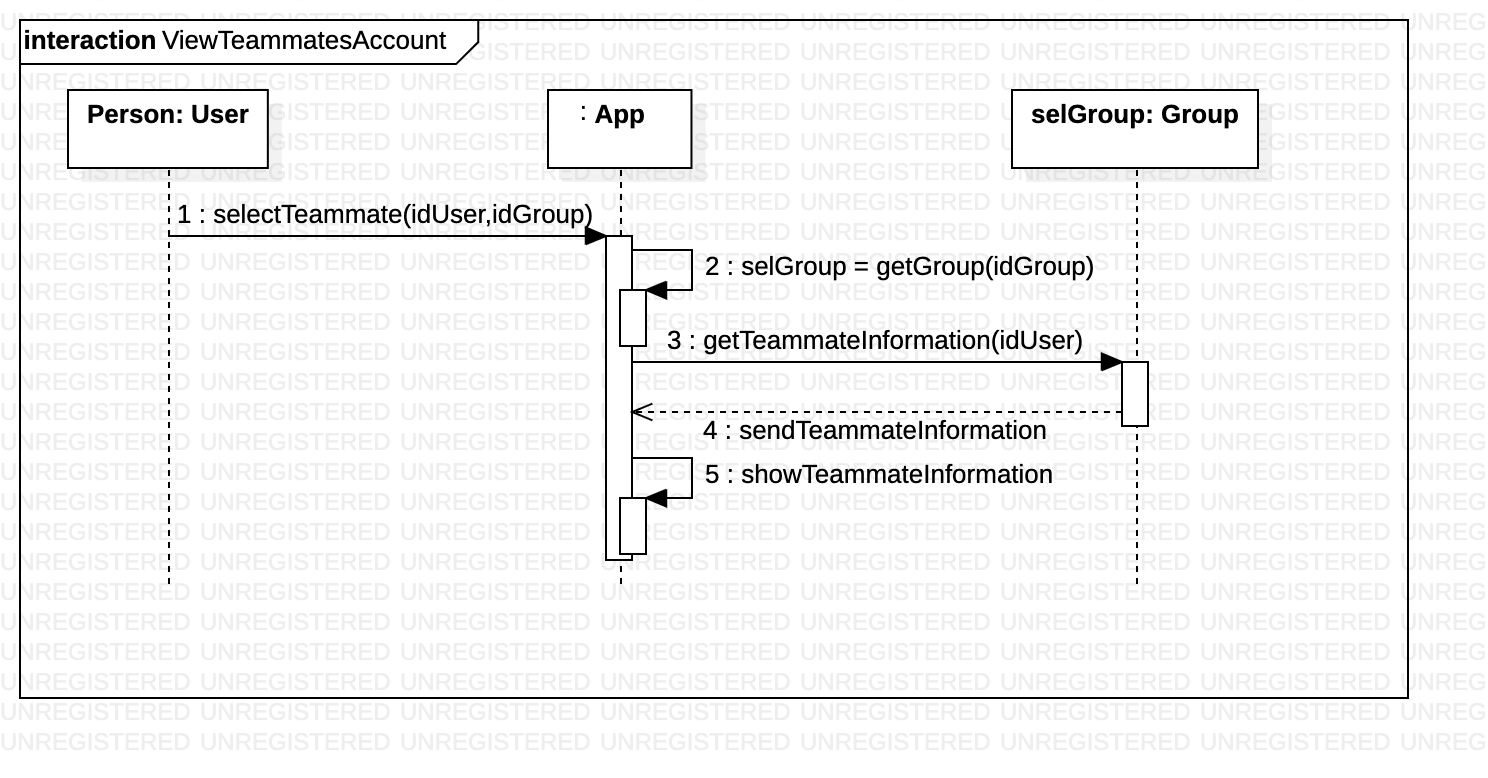 interaction ViewTeammatesAccount
Person: User
: App
selGroup: Group
1 : selectTeammate(idUser,idGroup)
2 : selGroup = getGroup(idGroup)
3 : getTeammateInformation(idUser)
4 : sendTeammateInformation
5 : showTeammateInformation
UNREGISTERED